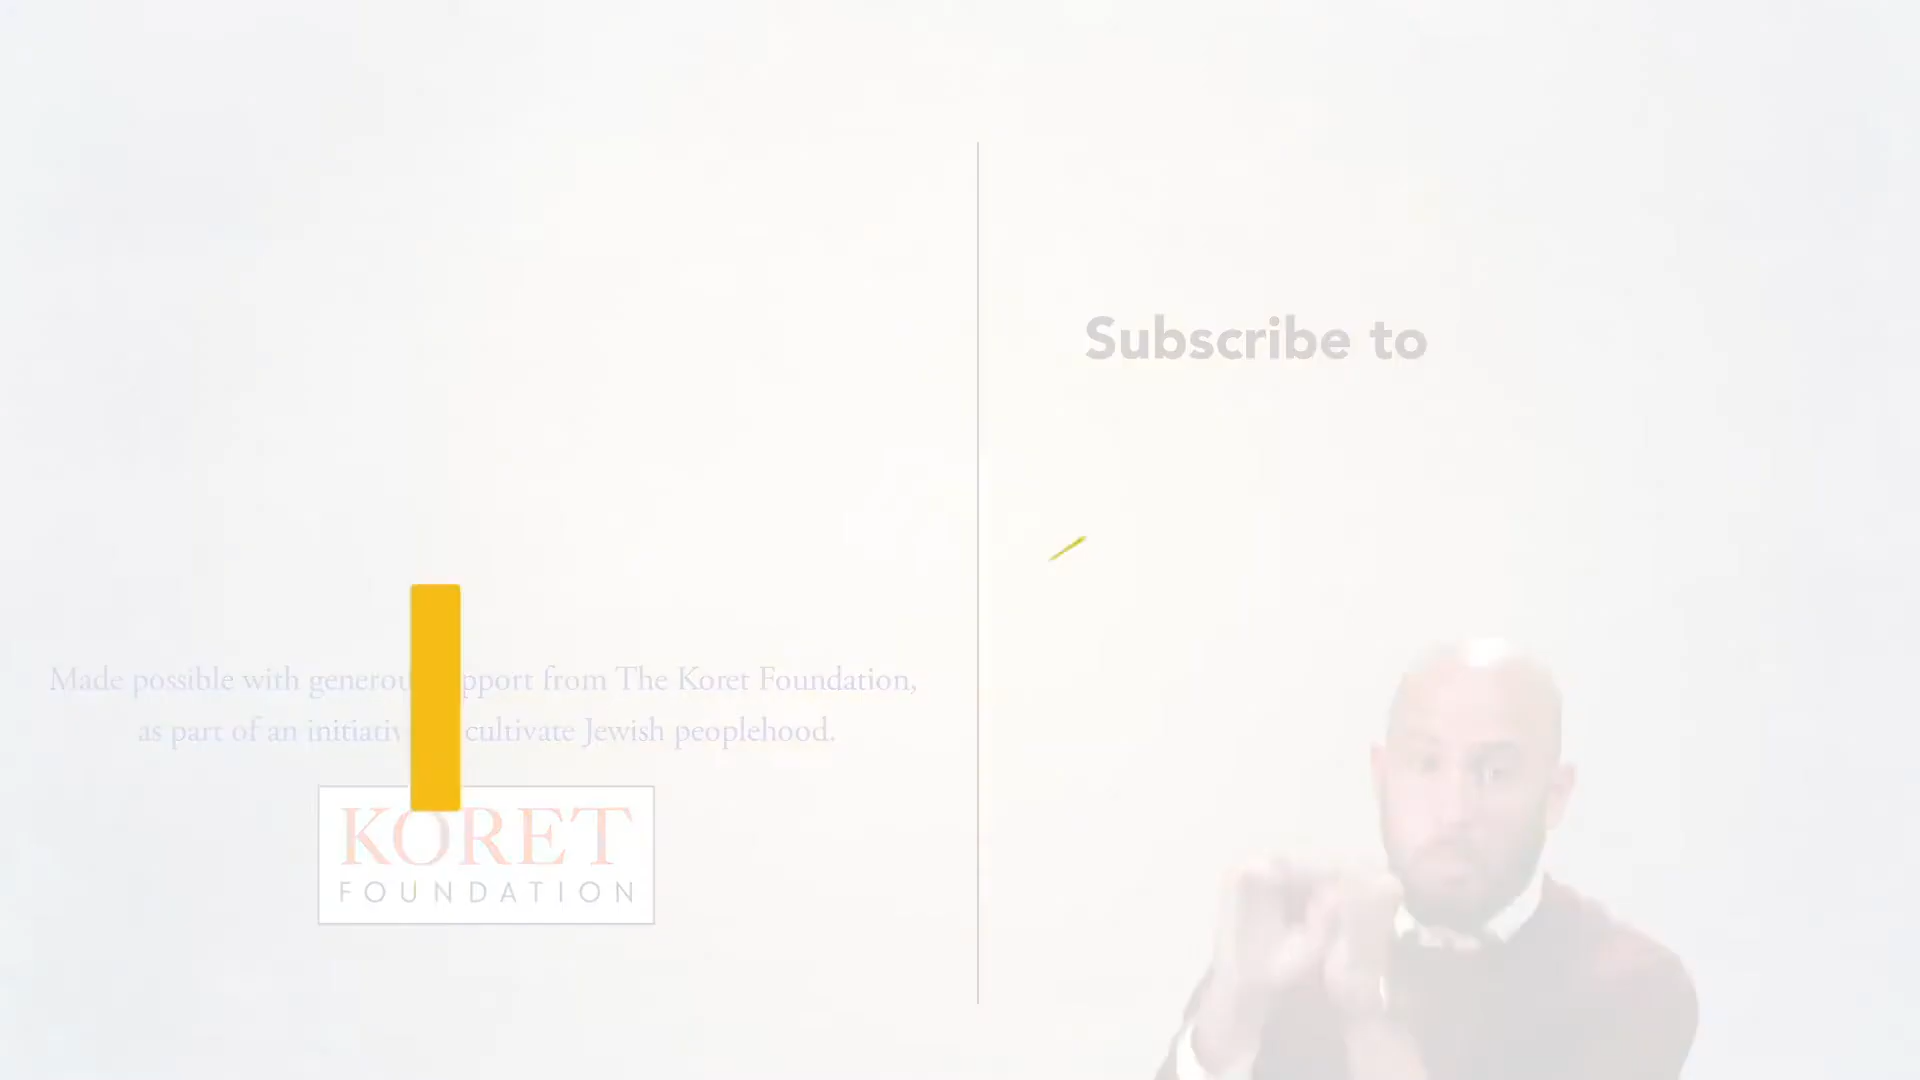 Subscribe to
Made possible with generou pport from The Koret Foundation,
as part of an initiativ cultivate Jewish peoplehood.
KORET
FOUNDATION